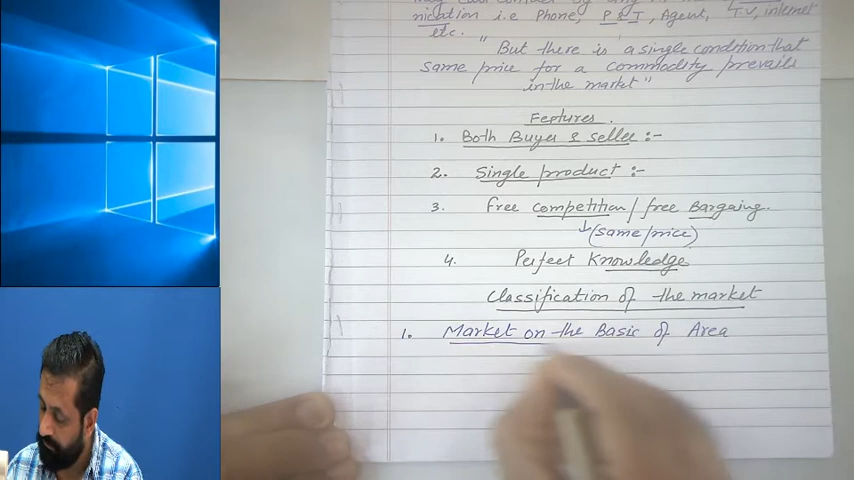 nication i.e Phone, P & T, Agent, T.V, internet
etc.
" But there is a single condition that
same price for a commodity prevails
in the market "
Features.
1. Both Buyer & seller :-
2. Single product :-
3. free competition / free Bargaing.
↓ (same/price)
4. Perfect Knowledge
Classification of the market
1. Market on the Basic of Area